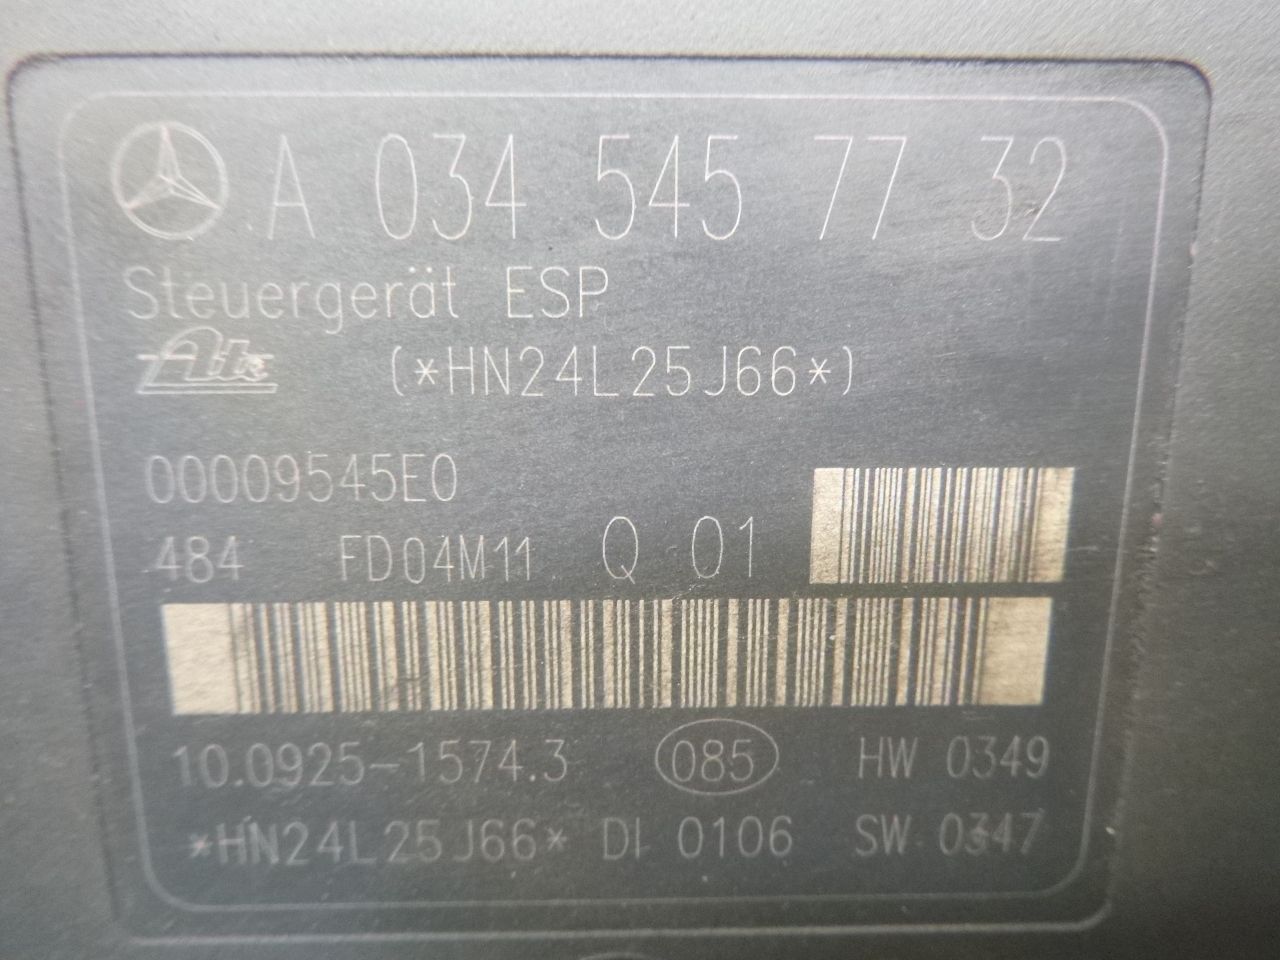 A 034 545 77 32
Steuergerät ESP
Ate (*HN24L25J66*)
00009545E0
484 FD04M11 Q 01
10.0925-1574.3 085 HW 0349
*HN24L25J66* DI 0106 SW 0347